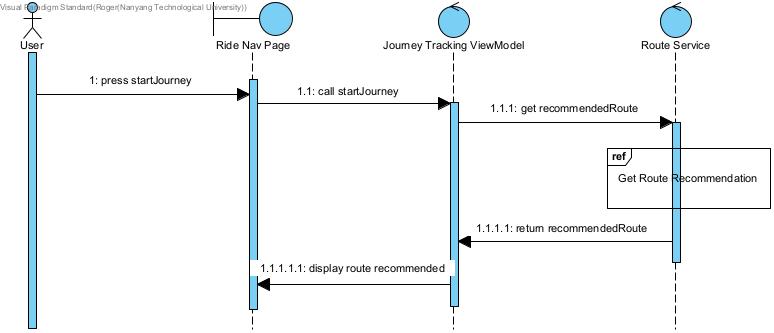 Visual Paradigm Standard(Roger(Nanyang Technological University))
User
Ride Nav Page
Journey Tracking ViewModel
Route Service
1: press startJourney
1.1: call startJourney
1.1.1: get recommendedRoute
ref
Get Route Recommendation
1.1.1.1: return recommendedRoute
1.1.1.1.1: display route recommended